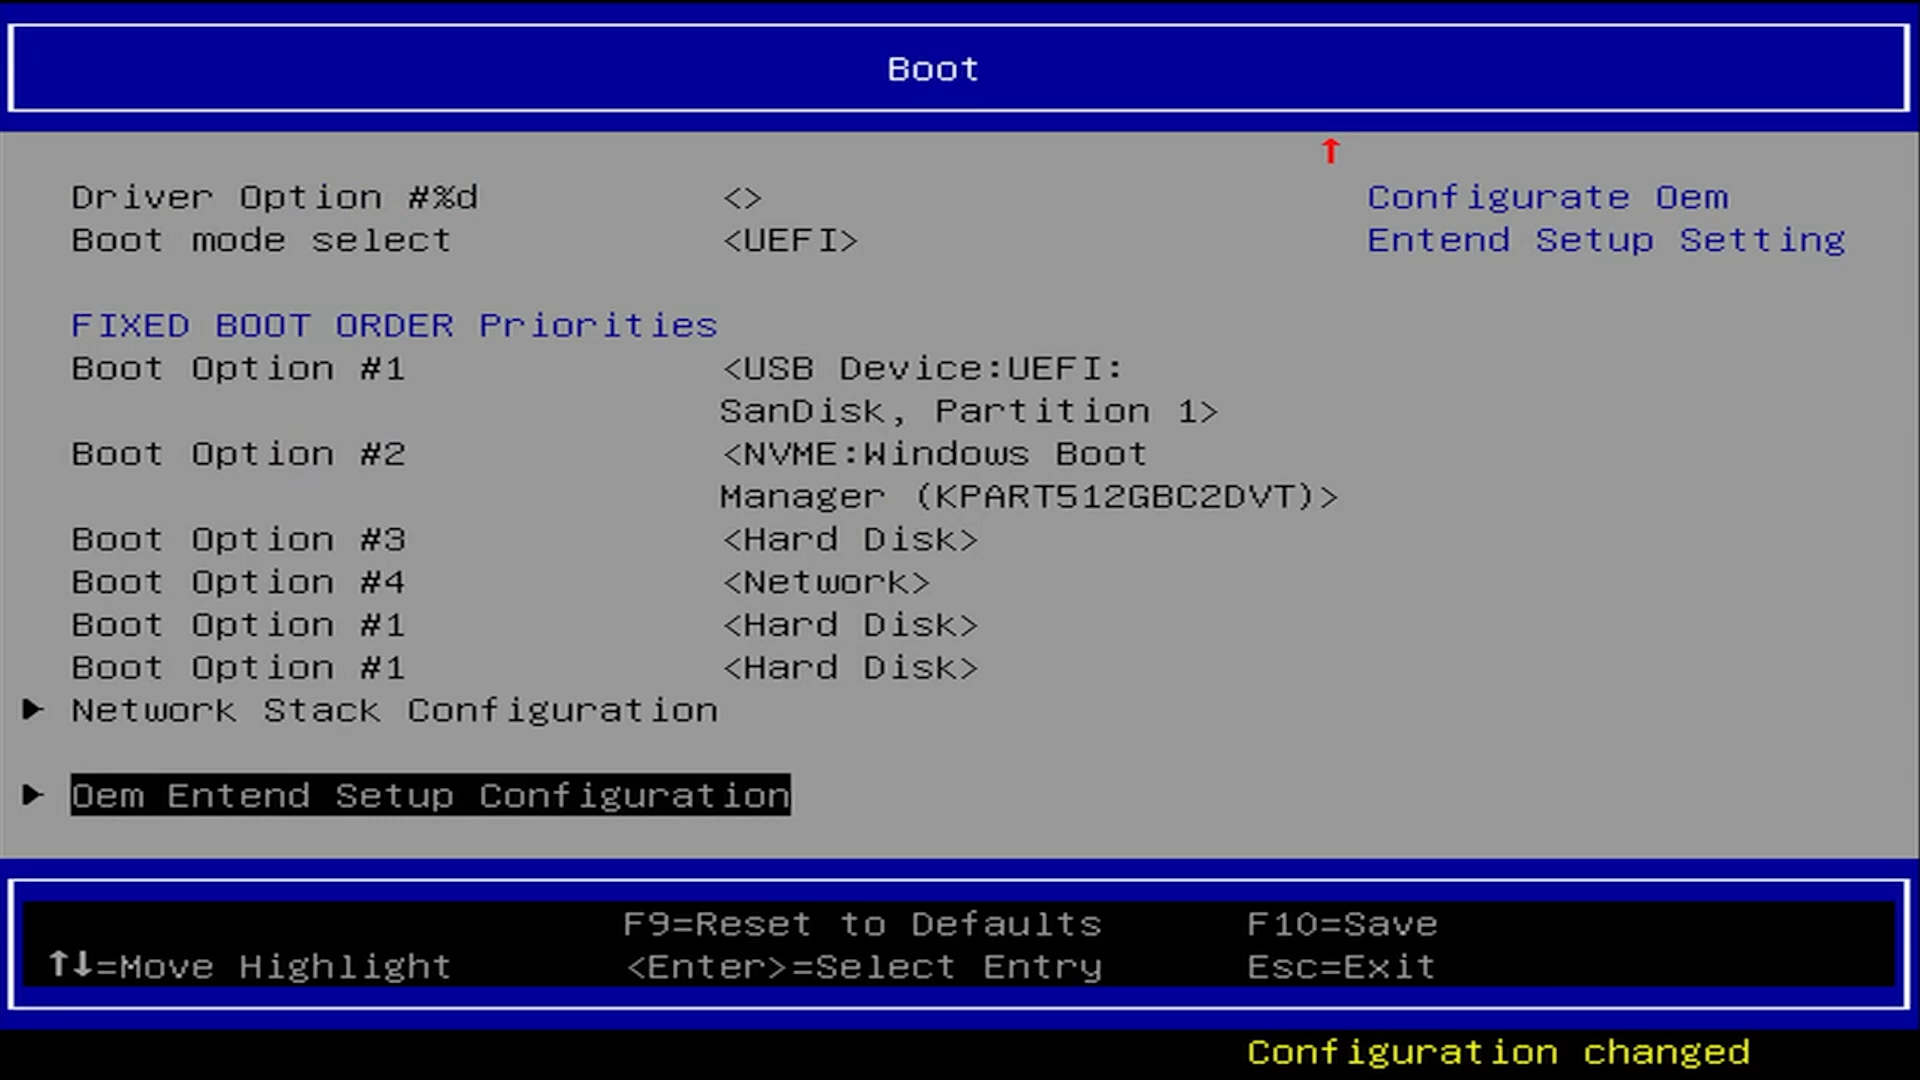 Boot
Driver Option #%d <>
Boot mode select <UEFI>
Configurate Oem
Entend Setup Setting
FIXED BOOT ORDER Priorities
Boot Option #1 <USB Device:UEFI:
SanDisk, Partition 1>
Boot Option #2 <NVME:Windows Boot
Manager (KPART512GBC2DVT)>
Boot Option #3 <Hard Disk>
Boot Option #4 <Network>
Boot Option #1 <Hard Disk>
Boot Option #1 <Hard Disk>
Network Stack Configuration
Oem Entend Setup Configuration
F9=Reset to Defaults F10=Save
↑↓=Move Highlight <Enter>=Select Entry Esc=Exit
Configuration changed